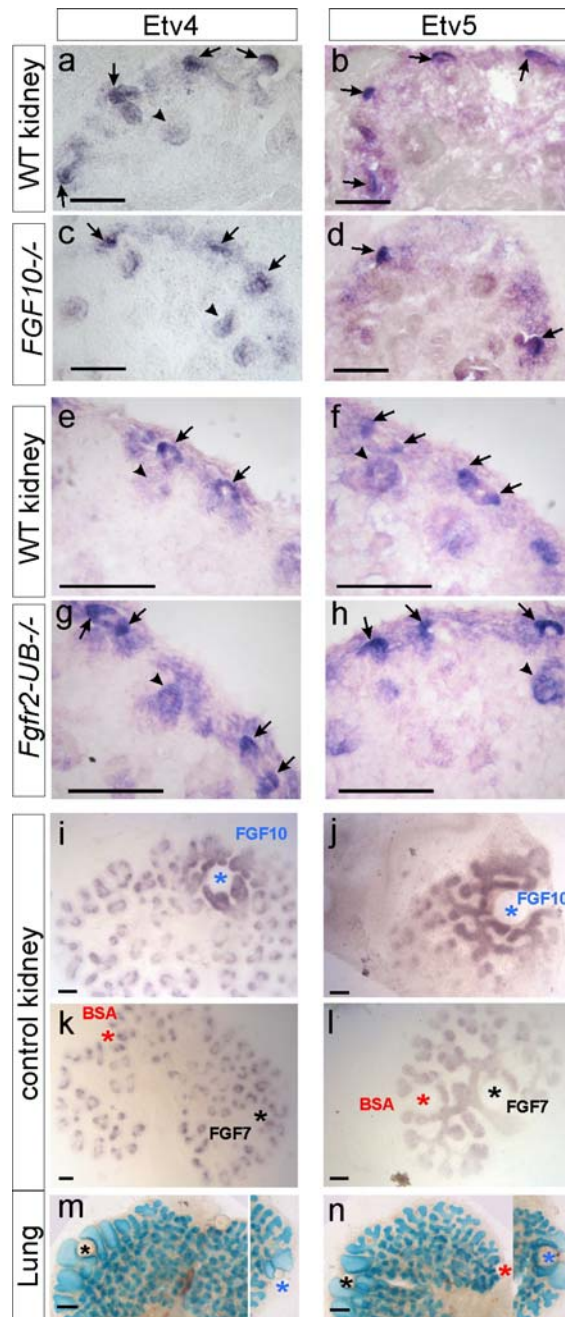 Etv4
Etv5
WT kidney
a
b
FGF10-/-
c
d
WT kidney
e
f
Fgfr2-UB-/-
g
h
control kidney
i
FGF10
*
j
FGF10
*
k
BSA
*
*
FGF7
l
BSA
*
*
FGF7
Lung
m
*
*
n
*
*
*